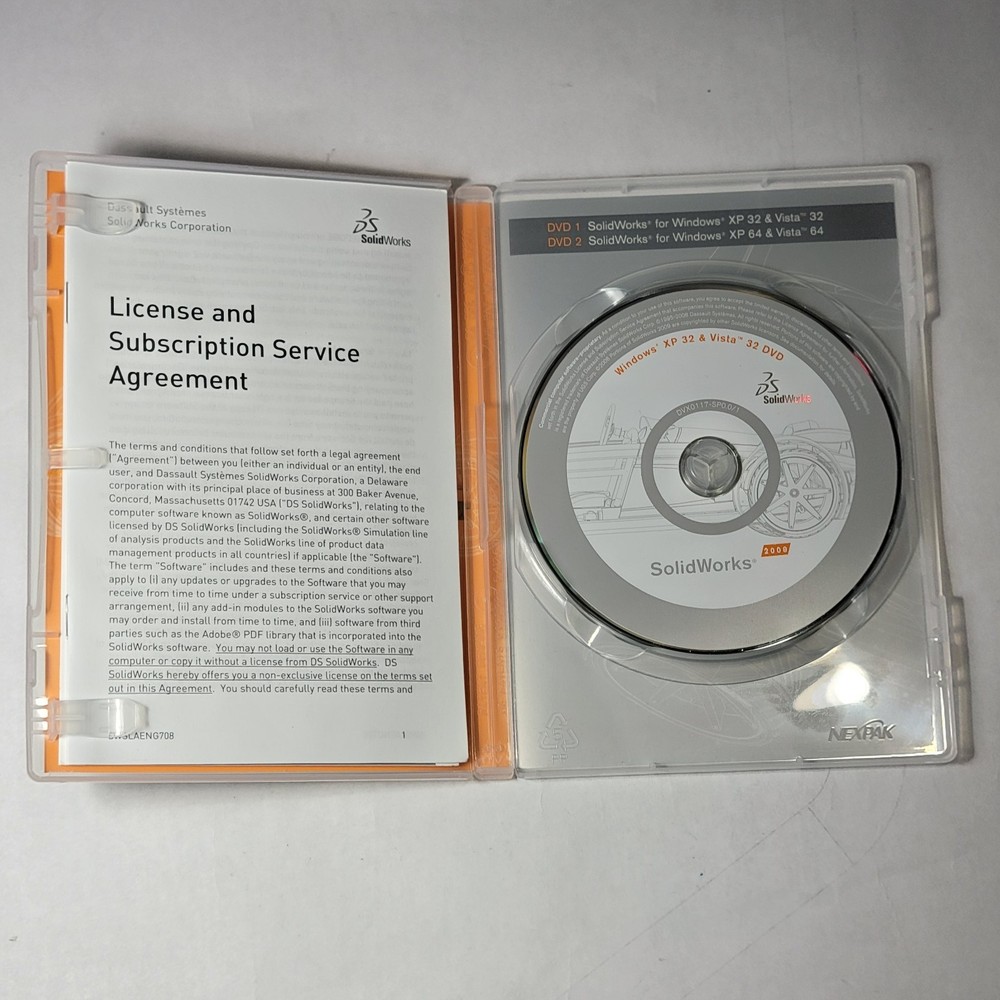 Dassault Systèmes
SolidWorks Corporation
SolidWorks
License and
Subscription Service
Agreement
The terms and conditions that follow set forth a legal agreement
("Agreement") between you (either an individual or an entity), the end
user, and Dassault Systèmes SolidWorks Corporation, a Delaware
corporation with its principal place of business at 300 Baker Avenue,
Concord, Massachusetts 01742 USA ("DS SolidWorks"), relating to the
computer software known as SolidWorks®, and certain other software
licensed by DS SolidWorks (including the SolidWorks® Simulation line
of analysis products and the SolidWorks line of product data
management products in all countries) if applicable (the "Software").
The term "Software" includes and these terms and conditions also
apply to (i) any updates or upgrades to the Software that you may
receive from time to time under a subscription service or other support
arrangement, (ii) any add-in modules to the SolidWorks software you
may order and install from time to time, and (iii) software from third
parties such as the Adobe® PDF library that is incorporated into the
SolidWorks software. You may not load or use the Software in any
computer or copy it without a license from DS SolidWorks. DS
SolidWorks hereby offers you a non-exclusive license on the terms set
out in this Agreement. You should carefully read these terms and
1
DVD 1 SolidWorks® for Windows® XP 32 & Vista™ 32
DVD 2 SolidWorks® for Windows® XP 64 & Vista™ 64
Windows® XP 32 & Vista™ 32 DVD
SolidWorks
DVX0117-SP0.0/1
2009
SolidWorks®
NEXPAK
PP